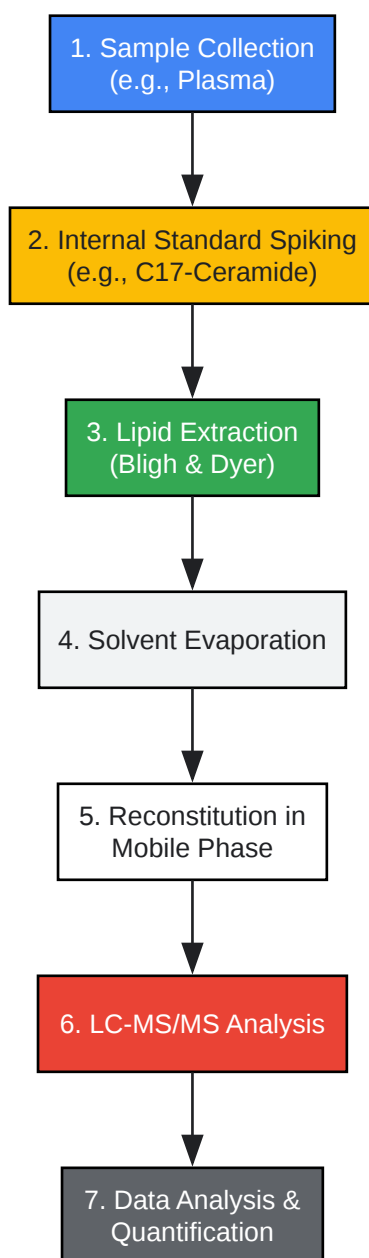 1. Sample Collection
(e.g., Plasma)
2. Internal Standard Spiking
(e.g., C17-Ceramide)
3. Lipid Extraction
(Bligh & Dyer)
4. Solvent Evaporation
5. Reconstitution in
Mobile Phase
6. LC-MS/MS Analysis
7. Data Analysis &
Quantification